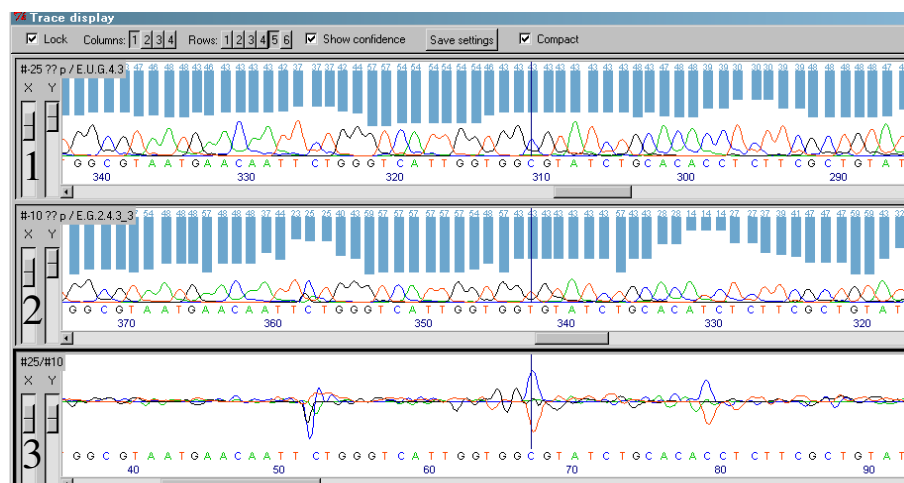 Trace display
Lock Columns: 1 2 3 4 Rows: 1 2 3 4 5 6 Show confidence Save settings Compact
#-25 ?? p / E.U.G.4.3
X Y
1
G G C G T A A T G A A C A A T T C T G G G T C A T T G G T G G C G T A T C T G C A C A C C T C T T C G C T G T A T
340 330 320 310 300 290
#-10 ?? p / E.G.2.4.3_3
X Y
2
G G C G T A A T G A A C A A T T C T G G G T C A T T G G T G G T G T A T C T G C A C A T C T C T T C G C T G T A T
370 360 350 340 330 320
#25/#10
X Y
3
G G C G T A A T G A A C A A T T C T G G G T C A T T G G T G G C G T A T C T G C A C A C C T C T T C G C T G T A T
40 50 60 70 80 90